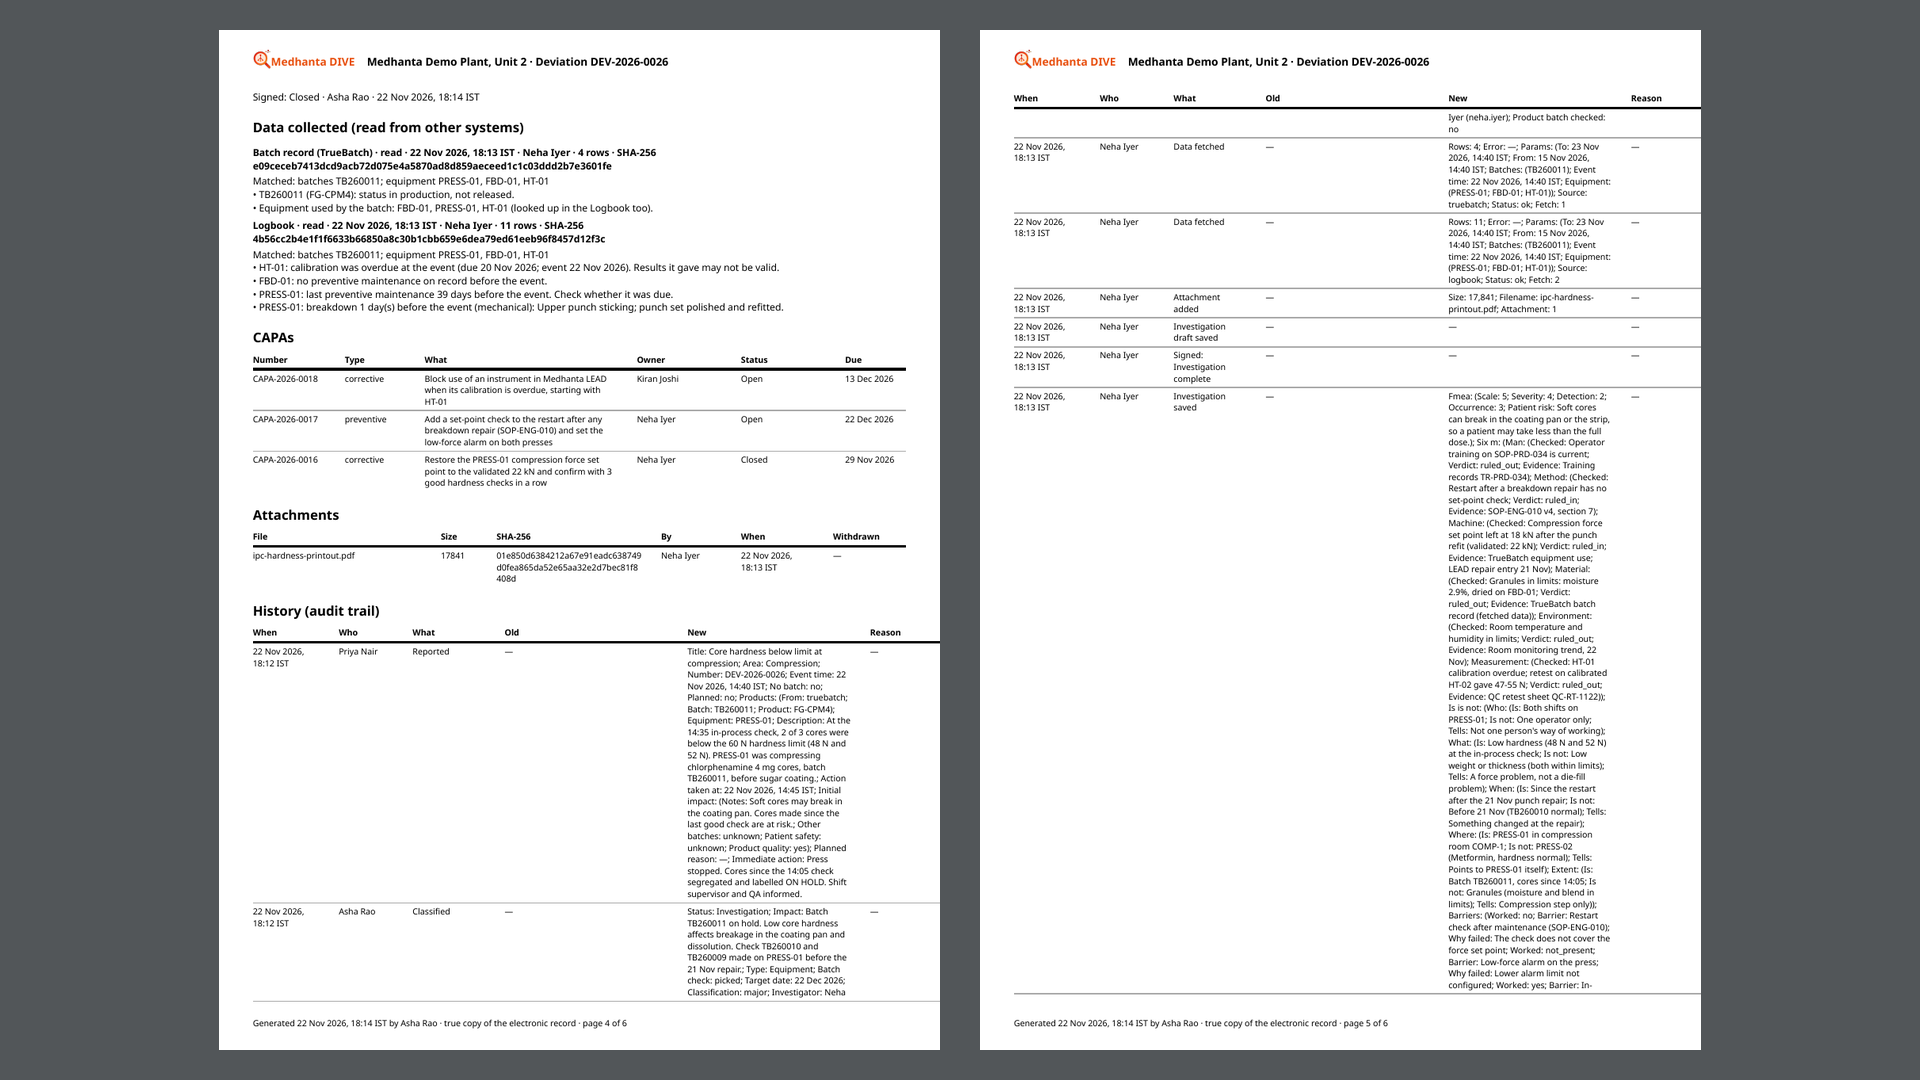 Medhanta DIVE Medhanta Demo Plant, Unit 2 · Deviation DEV-2026-0026
Signed: Closed · Asha Rao · 22 Nov 2026, 18:14 IST
Data collected (read from other systems)
Batch record (TrueBatch) · read · 22 Nov 2026, 18:13 IST · Neha Iyer · 4 rows · SHA-256
e09ceceb7413dcd9acb72d075e4a5870ad8d859aeceed1c1c03ddd2b7e3601fe
Matched: batches TB260011; equipment PRESS-01, FBD-01, HT-01
• TB260011 (FG-CPM4): status in production, not released.
• Equipment used by the batch: FBD-01, PRESS-01, HT-01 (looked up in the Logbook too).
Logbook · read · 22 Nov 2026, 18:13 IST · Neha Iyer · 11 rows · SHA-256
4b56cc2b4e1f1f6633b66850a8c30b1cbb659e6dea79ed61eeb96f8457d12f3c
Matched: batches TB260011; equipment PRESS-01, FBD-01, HT-01
• HT-01: calibration was overdue at the event (due 20 Nov 2026; event 22 Nov 2026). Results it gave may not be valid.
• FBD-01: no preventive maintenance on record before the event.
• PRESS-01: last preventive maintenance 39 days before the event. Check whether it was due.
• PRESS-01: breakdown 1 day(s) before the event (mechanical): Upper punch sticking; punch set polished and refitted.
CAPAs
Number Type What Owner Status Due
CAPA-2026-0018 corrective Block use of an instrument in Medhanta LEAD Kiran Joshi Open 13 Dec 2026
when its calibration is overdue, starting with
HT-01
CAPA-2026-0017 preventive Add a set-point check to the restart after any Neha Iyer Open 22 Dec 2026
breakdown repair (SOP-ENG-010) and set the
low-force alarm on both presses
CAPA-2026-0016 corrective Restore the PRESS-01 compression force set Neha Iyer Closed 29 Nov 2026
point to the validated 22 kN and confirm with 3
good hardness checks in a row
Attachments
File Size SHA-256 By When Withdrawn
ipc-hardness-printout.pdf 17841 01e850d6384212a67e91eadc638749 Neha Iyer 22 Nov 2026, —
d0fea865da52e65aa32e2d7bec81f8 18:13 IST
408d
History (audit trail)
When Who What Old New Reason
22 Nov 2026, Priya Nair Reported — Title: Core hardness below limit at —
18:12 IST compression; Area: Compression;
Number: DEV-2026-0026; Event time: 22
Nov 2026, 14:40 IST; No batch: no;
Planned: no; Products: (From: truebatch;
Batch: TB260011; Product: FG-CPM4);
Equipment: PRESS-01; Description: At the
14:35 in-process check, 2 of 3 cores were
below the 60 N hardness limit (48 N and
52 N). PRESS-01 was compressing
chlorphenamine 4 mg cores, batch
TB260011, before sugar coating.; Action
taken at: 22 Nov 2026, 14:45 IST; Initial
impact: (Notes: Soft cores may break in
the coating pan. Cores made since the
last good check are at risk.; Other
batches: unknown; Patient safety:
unknown; Product quality: yes); Planned
reason: —; Immediate action: Press
stopped. Cores since the 14:05 check
segregated and labelled ON HOLD. Shift
supervisor and QA informed.
22 Nov 2026, Asha Rao Classified — Status: Investigation; Impact: Batch —
18:12 IST TB260011 on hold. Low core hardness
affects breakage in the coating pan and
dissolution. Check TB260010 and
TB260009 made on PRESS-01 before the
21 Nov repair.; Type: Equipment; Batch
check: picked; Target date: 22 Dec 2026;
Classification: major; Investigator: Neha
Generated 22 Nov 2026, 18:14 IST by Asha Rao · true copy of the electronic record · page 4 of 6
Medhanta DIVE Medhanta Demo Plant, Unit 2 · Deviation DEV-2026-0026
When Who What Old New Reason
Iyer (neha.iyer); Product batch checked:
no
22 Nov 2026, Neha Iyer Data fetched — Rows: 4; Error: —; Params: (To: 23 Nov —
18:13 IST 2026, 14:40 IST; From: 15 Nov 2026,
14:40 IST; Batches: (TB260011); Event
time: 22 Nov 2026, 14:40 IST; Equipment:
(PRESS-01; FBD-01; HT-01)); Source:
truebatch; Status: ok; Fetch: 1
22 Nov 2026, Neha Iyer Data fetched — Rows: 11; Error: —; Params: (To: 23 Nov —
18:13 IST 2026, 14:40 IST; From: 15 Nov 2026,
14:40 IST; Batches: (TB260011); Event
time: 22 Nov 2026, 14:40 IST; Equipment:
(PRESS-01; FBD-01; HT-01)); Source:
logbook; Status: ok; Fetch: 2
22 Nov 2026, Neha Iyer Attachment — Size: 17,841; Filename: ipc-hardness- —
18:13 IST added printout.pdf; Attachment: 1
22 Nov 2026, Neha Iyer Investigation — — —
18:13 IST draft saved
22 Nov 2026, Neha Iyer Signed: — — —
18:13 IST Investigation
complete
22 Nov 2026, Neha Iyer Investigation — Fmea: (Scale: 5; Severity: 4; Detection: 2; —
18:13 IST saved Occurrence: 3; Patient risk: Soft cores
can break in the coating pan or the strip,
so a patient may take less than the full
dose.); Six m: (Man: (Checked: Operator
training on SOP-PRD-034 is current;
Verdict: ruled_out; Evidence: Training
records TR-PRD-034); Method: (Checked:
Restart after a breakdown repair has no
set-point check; Verdict: ruled_in;
Evidence: SOP-ENG-010 v4, section 7);
Machine: (Checked: Compression force
set point left at 18 kN after the punch
refit (validated: 22 kN); Verdict: ruled_in;
Evidence: TrueBatch equipment use;
LEAD repair entry 21 Nov); Material:
(Checked: Granules in limits: moisture
2.9%, dried on FBD-01; Verdict:
ruled_out; Evidence: TrueBatch batch
record (fetched data)); Environment:
(Checked: Room temperature and
humidity in limits; Verdict: ruled_out;
Evidence: Room monitoring trend, 22
Nov); Measurement: (Checked: HT-01
calibration overdue; retest on calibrated
HT-02 gave 47-55 N; Verdict: ruled_out;
Evidence: QC retest sheet QC-RT-1122));
Is is not: (Who: (Is: Both shifts on
PRESS-01; Is not: One operator only;
Tells: Not one person's way of working);
What: (Is: Low hardness (48 N and 52 N)
at the in-process check; Is not: Low
weight or thickness (both within limits);
Tells: A force problem, not a die-fill
problem); When: (Is: Since the restart
after the 21 Nov punch repair; Is not:
Before 21 Nov (TB260010 normal); Tells:
Something changed at the repair);
Where: (Is: PRESS-01 in compression
room COMP-1; Is not: PRESS-02
(Metformin, hardness normal); Tells:
Points to PRESS-01 itself); Extent: (Is:
Batch TB260011, cores since 14:05; Is
not: Granules (moisture and blend in
limits); Tells: Compression step only));
Barriers: (Worked: no; Barrier: Restart
check after maintenance (SOP-ENG-010);
Why failed: The check does not cover the
force set point; Worked: not_present;
Barrier: Low-force alarm on the press;
Why failed: Lower alarm limit not
configured; Worked: yes; Barrier: In-
Generated 22 Nov 2026, 18:14 IST by Asha Rao · true copy of the electronic record · page 5 of 6